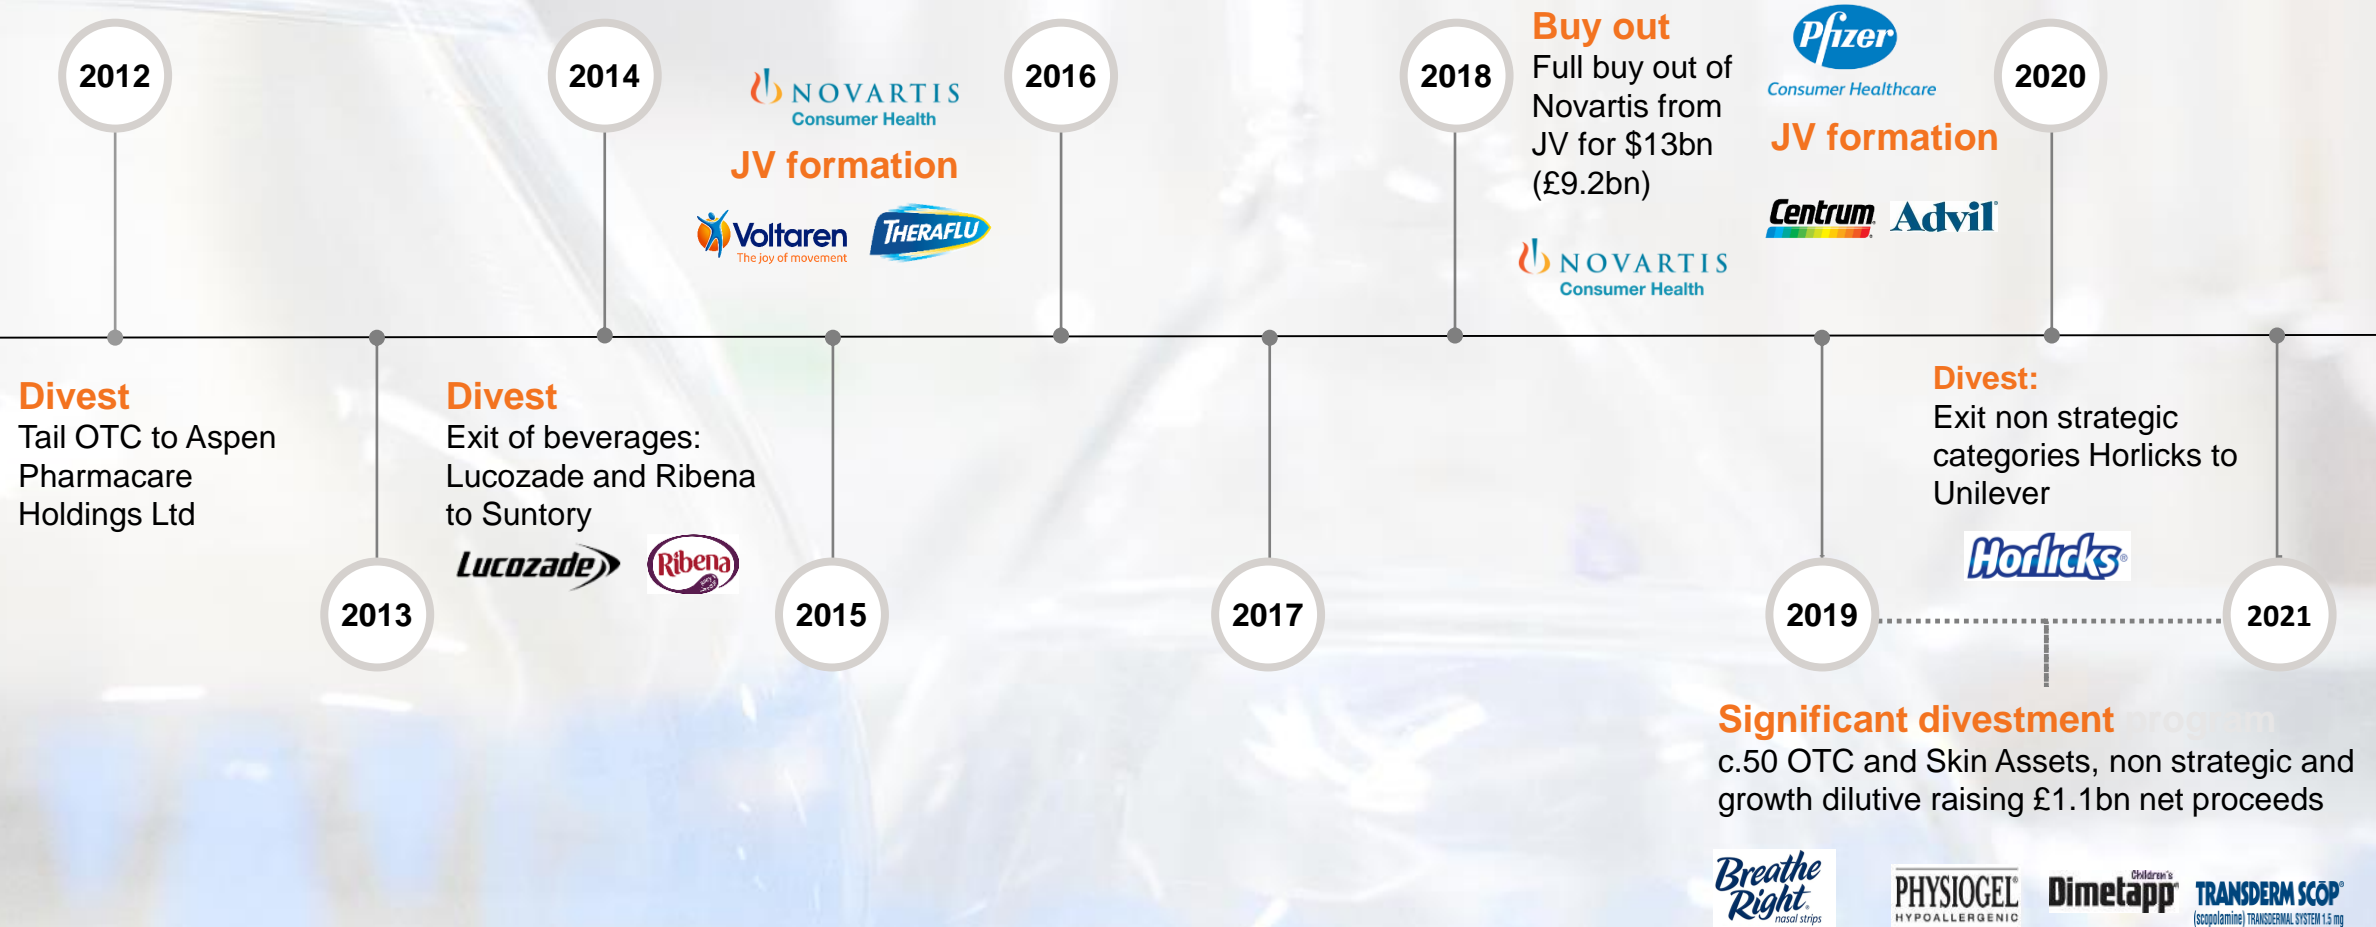 2012
Divest
Tail OTC to Aspen
Pharmacare
Holdings Ltd
2013
Divest
Exit of beverages:
Lucozade and Ribena
to Suntory
Lucozade
Ribena
2014
NOVARTIS
Consumer Health
JV formation
Voltaren
The joy of movement
THERAFLU
2015
2016
2017
2018
Buy out
Full buy out of
Novartis from
JV for $13bn
(£9.2bn)
NOVARTIS
Consumer Health
Pfizer
Consumer Healthcare
JV formation
Centrum
Advil
2019
2020
Divest:
Exit non strategic
categories Horlicks to
Unilever
Horlicks
2021
Significant divestment program
c.50 OTC and Skin Assets, non strategic and
growth dilutive raising £1.1bn net proceeds
Breathe
Right
nasal strips
PHYSIOGEL
HYPOALLERGENIC
Children's
Dimetapp
TRANSDERM SCŌP
(scopolamine) TRANSDERMAL SYSTEM 1.5 mg